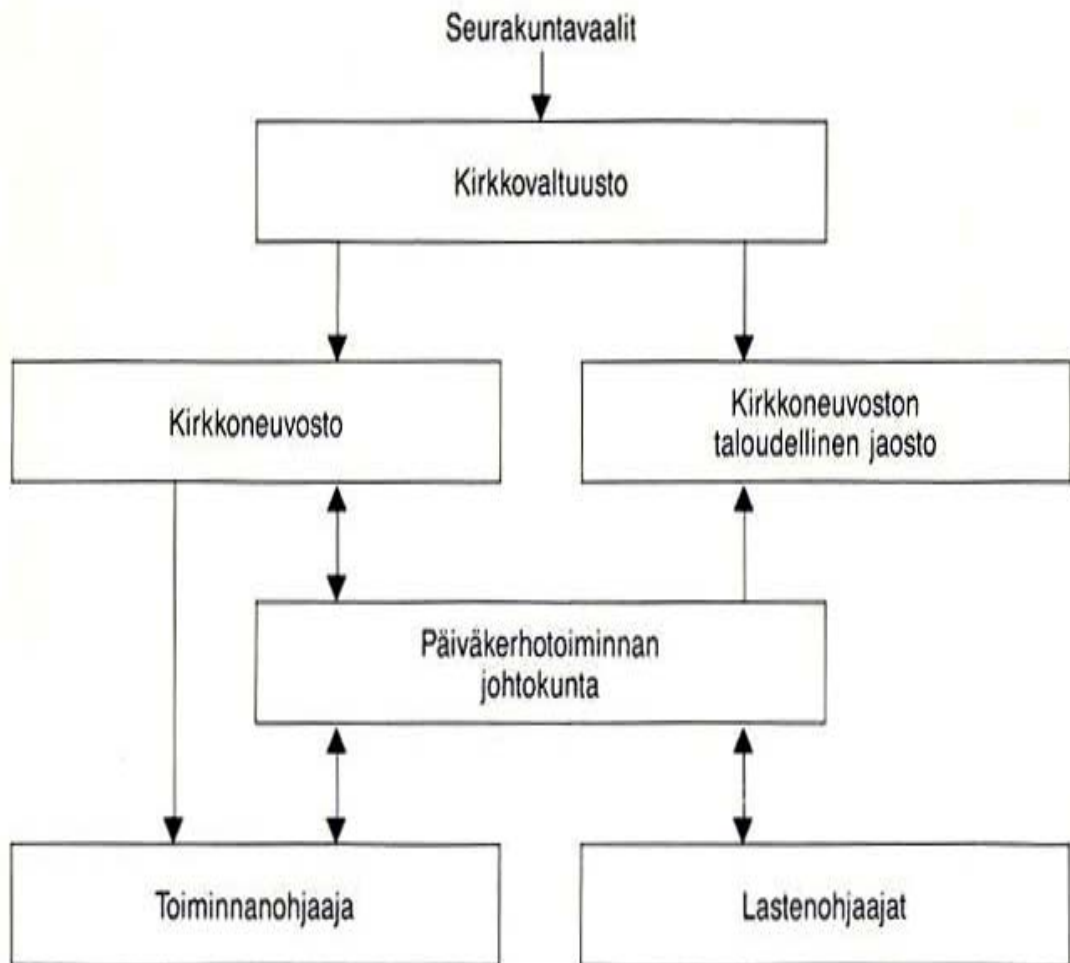 Seurakuntavaalit
Kirkkovaltuusto
Kirkkoneuvosto
Kirkkoneuvoston
taloudellinen jaosto
Päiväkerhotoiminnan
johtokunta
Toiminnanohjaaja
Lastenohjaajat